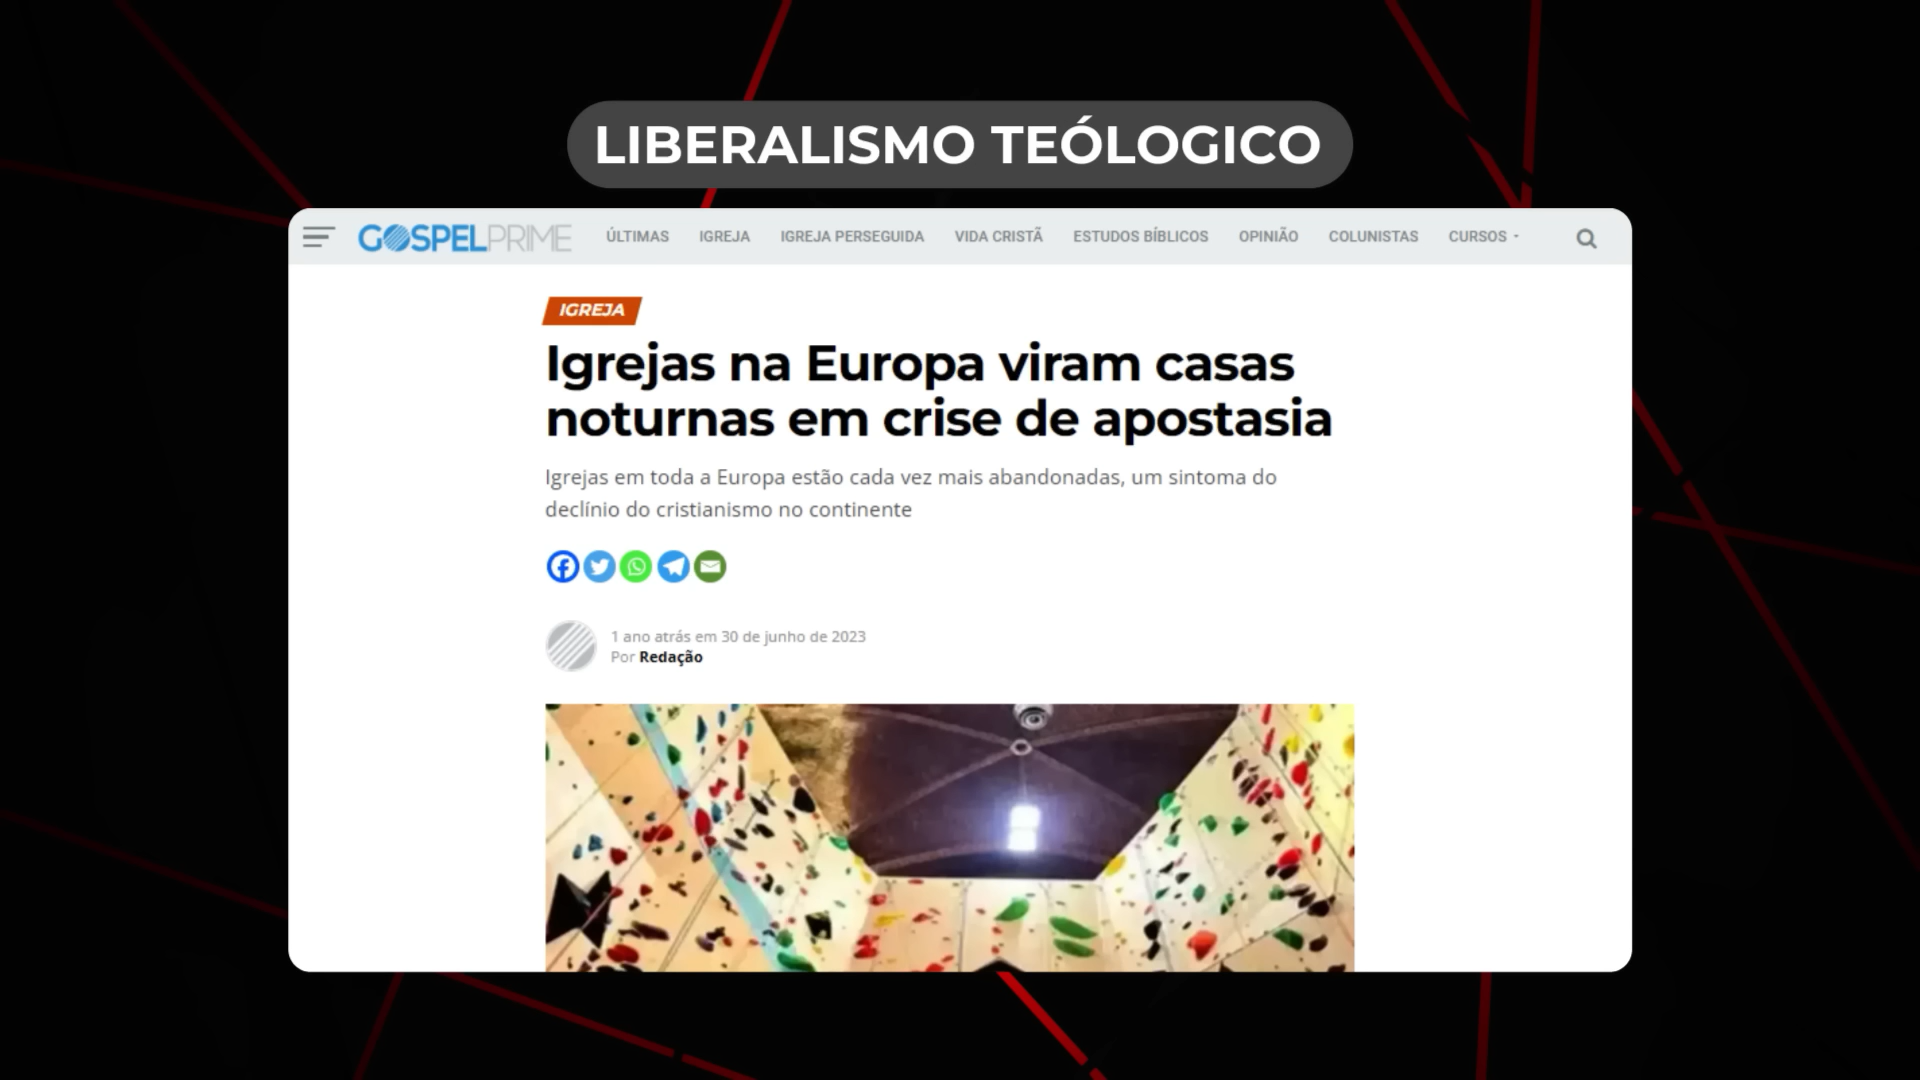 LIBERALISMO TEÓLOGICO
GOSPELPRIME ÚLTIMAS IGREJA IGREJA PERSEGUIDA VIDA CRISTÃ ESTUDOS BÍBLICOS OPINIÃO COLUNISTAS CURSOS
IGREJA
Igrejas na Europa viram casas
noturnas em crise de apostasia
Igrejas em toda a Europa estão cada vez mais abandonadas, um sintoma do
declínio do cristianismo no continente
1 ano atrás em 30 de junho de 2023
Por Redação